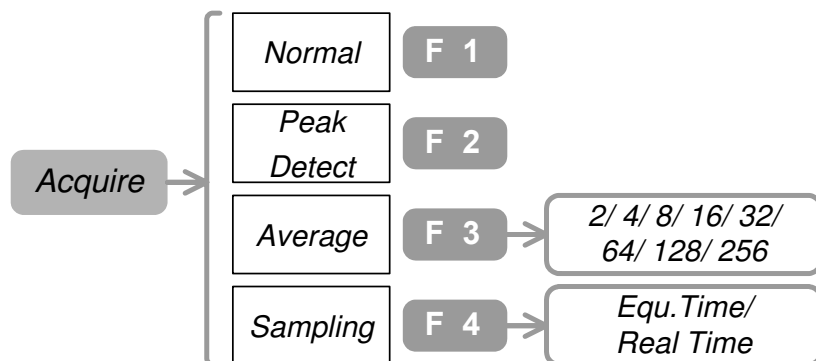 Normal F 1
Peak
Detect F 2
Acquire
Average F 3 2/ 4/ 8/ 16/ 32/
64/ 128/ 256
Sampling F 4 Equ.Time/
Real Time